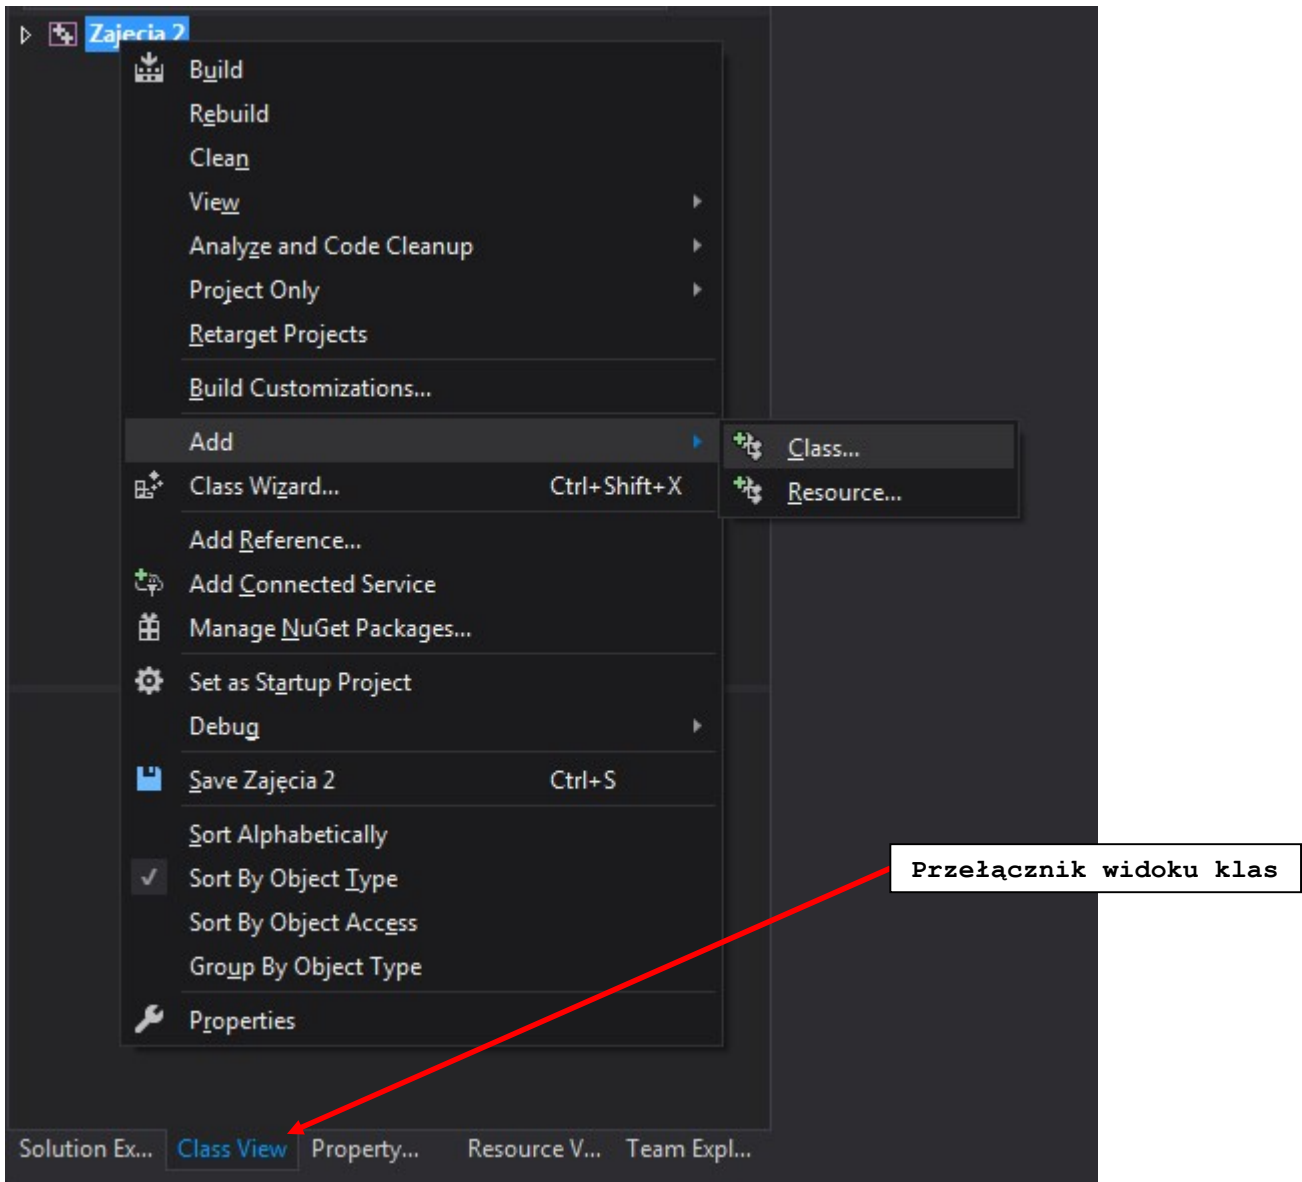 Zajęcia 2
Build
Rebuild
Clean
View
Analyze and Code Cleanup
Project Only
Retarget Projects
Build Customizations...
Add
Class...
Class Wizard... Ctrl+Shift+X
Resource...
Add Reference...
Add Connected Service
Manage NuGet Packages...
Set as Startup Project
Debug
Save Zajęcia 2 Ctrl+S
Sort Alphabetically
Przełącznik widoku klas
Sort By Object Type
Sort By Object Access
Group By Object Type
Properties
Solution Ex... Class View Property... Resource V... Team Expl...